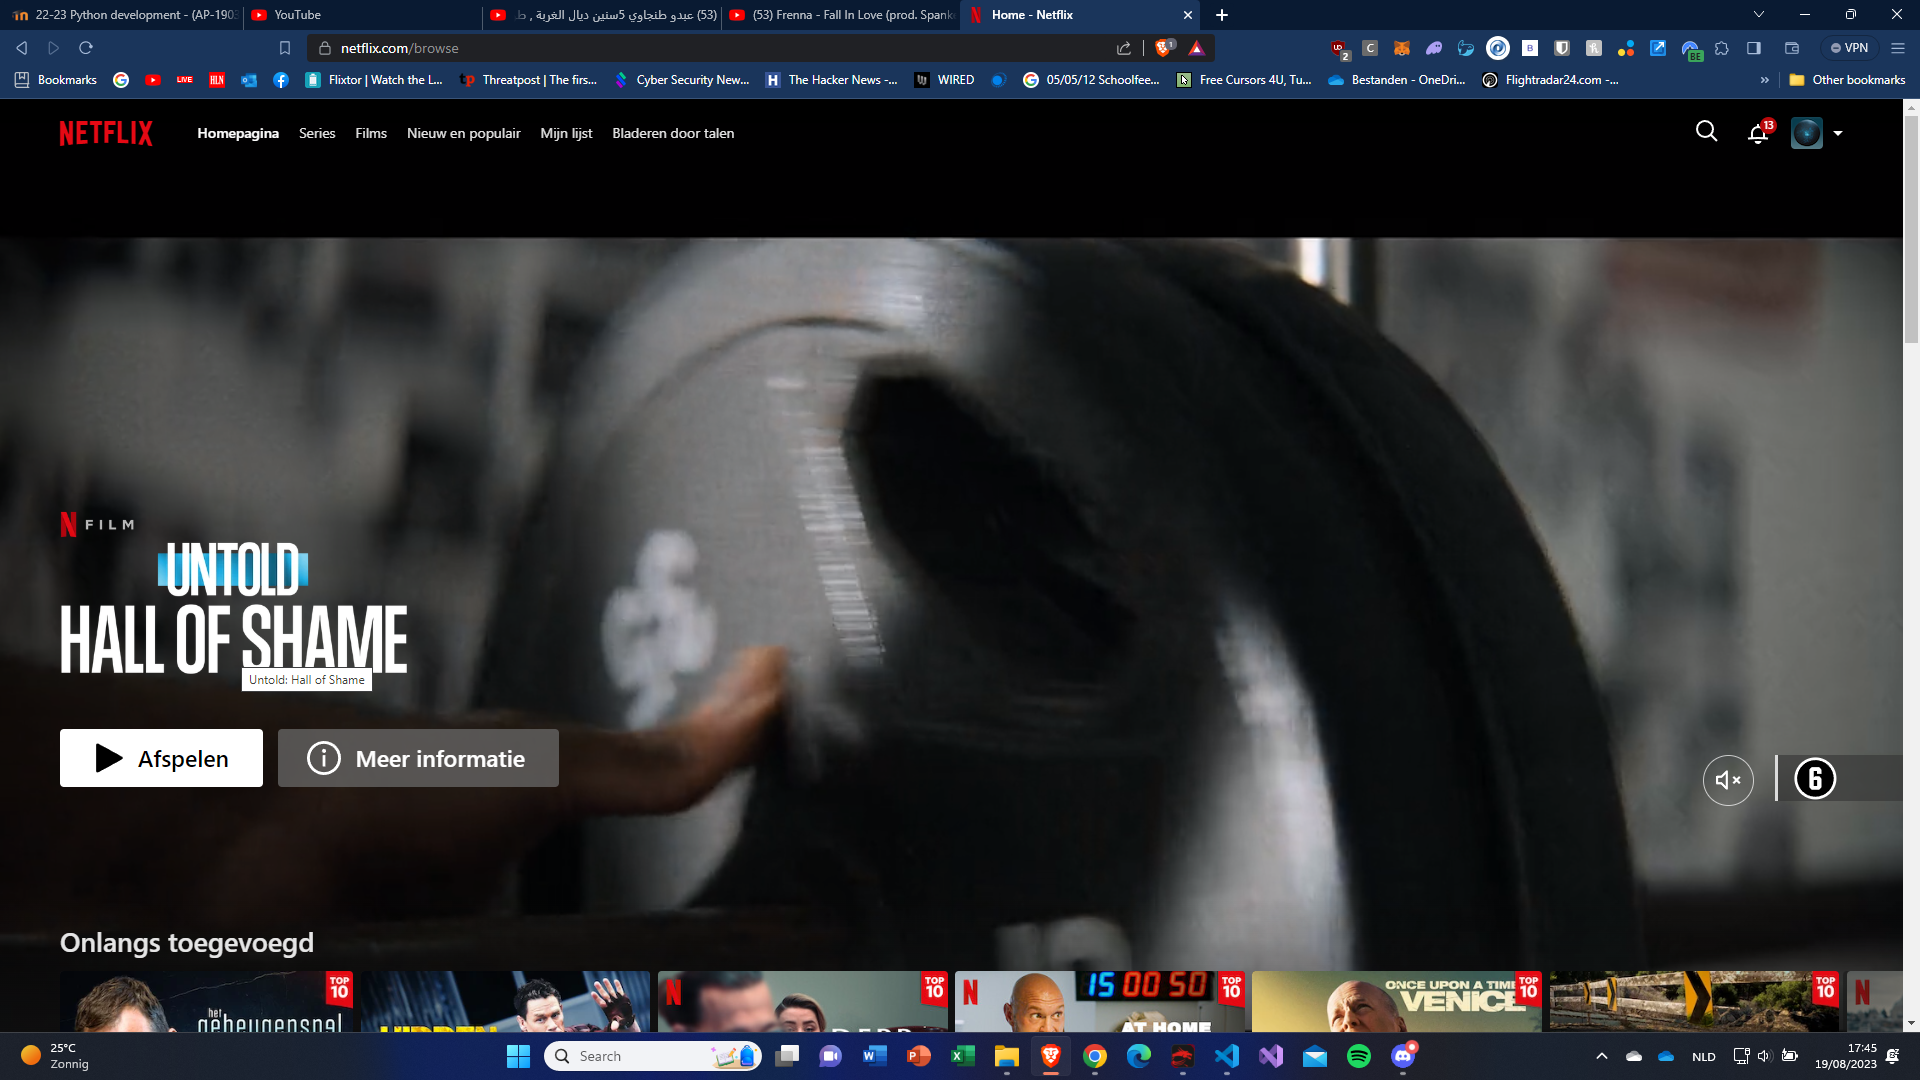 22-23 Python development - (AP-1903
YouTube
(53) عبدو طنجاوي 5سنين ديال الغربة , ط
(53) Frenna - Fall In Love (prod. Spank
Home - Netflix
netflix.com/browse
VPN
Bookmarks
Flixtor | Watch the L...
Threatpost | The firs...
Cyber Security New...
The Hacker News -...
WIRED
05/05/12 Schoolfee...
Free Cursors 4U, Tu...
Bestanden - OneDri...
Flightradar24.com -...
Other bookmarks
NETFLIX
Homepagina
Series
Films
Nieuw en populair
Mijn lijst
Bladeren door talen
13
N FILM
UNTOLD
HALL OF SHAME
Untold: Hall of Shame
Afspelen
Meer informatie
6
Onlangs toegevoegd
TOP 10
het geheugenspel
HIDDEN
TOP 10
TOP 10
15 00 50
AT HOME
TOP 10
ONCE UPON A TIME
VENICE
TOP 10
25°C
Zonnig
Search
NLD
17:45
19/08/2023